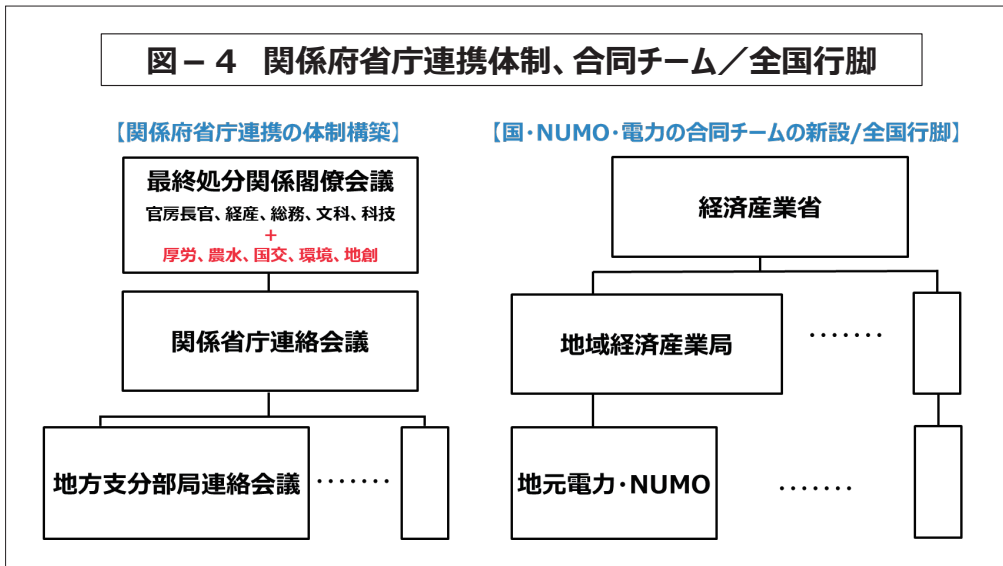 図－4 関係府省庁連携体制、合同チーム／全国行脚
【関係府省庁連携の体制構築】
最終処分関係閣僚会議
官房長官、経産、総務、文科、科技
+
厚労、農水、国交、環境、地創
関係省庁連絡会議
地方支分部局連絡会議
‥‥‥‥
【国・NUMO・電力の合同チームの新設/全国行脚】
経済産業省
地域経済産業局
‥‥‥‥
地元電力・NUMO
‥‥‥‥